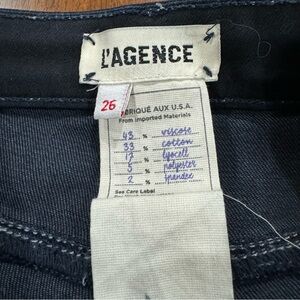 L'AGENCE
26
BRIQUÉ AUX U.S.A.
From Imported Materials
43 % viscose
33 % cotton
17 % lyocell
5 % polyester
2 % spandex
See Care Label